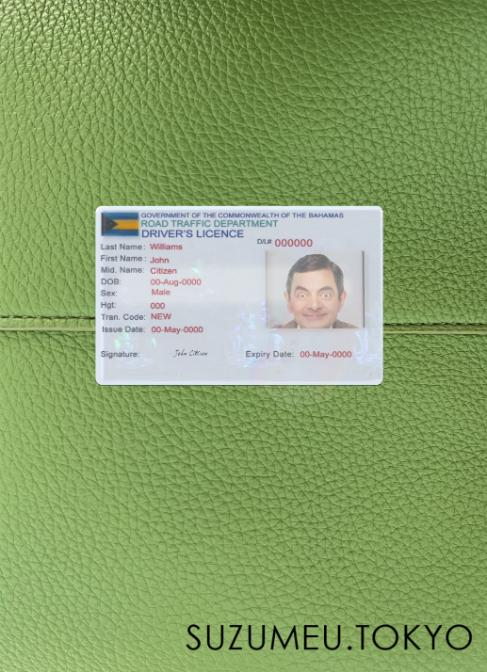 GOVERNMENT OF THE COMMONWEALTH OF THE BAHAMAS
ROAD TRAFFIC DEPARTMENT
DRIVER'S LICENCE
D/L# 000000
Last Name: Williams
First Name: John
Mid. Name: Citizen
DOB: 00-Aug-0000
Sex: Male
Hgt: 000
Tran. Code: NEW
Issue Date: 00-May-0000
Signature: John Citizen Expiry Date: 00-May-0000
SUZUMEU.TOKYO